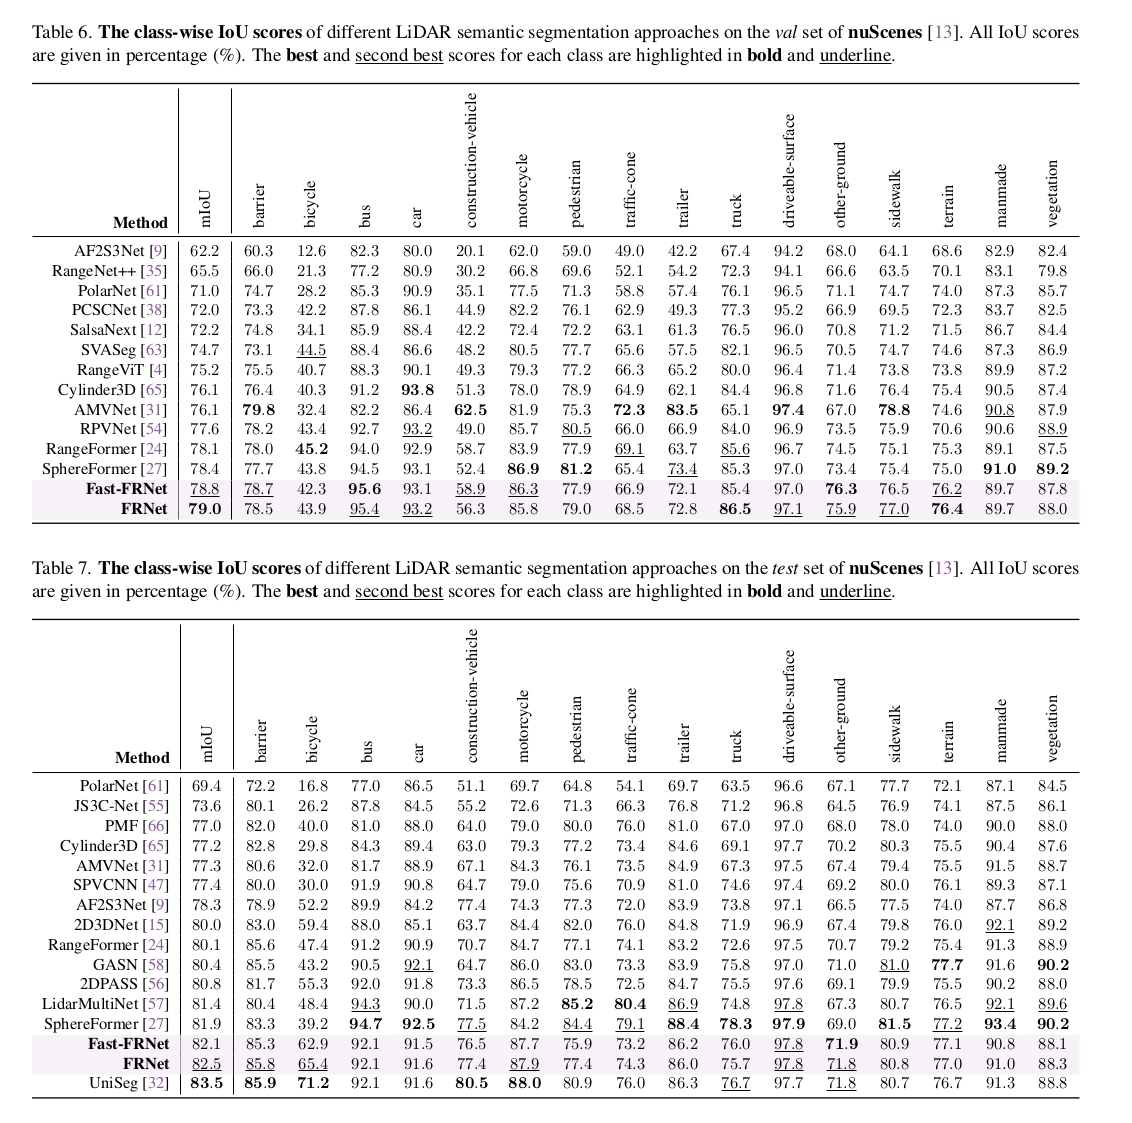 Table 6. The class-wise IoU scores of different LiDAR semantic segmentation approaches on the val set of nuScenes [13]. All IoU scores
are given in percentage (%). The best and second best scores for each class are highlighted in bold and underline.
Method mIoU barrier bicycle bus car construction-vehicle motorcycle pedestrian traffic-cone trailer truck driveable-surface other-ground sidewalk terrain manmade vegetation
AF2S3Net [9] 62.2 60.3 12.6 82.3 80.0 20.1 62.0 59.0 49.0 42.2 67.4 94.2 68.0 64.1 68.6 82.9 82.4
RangeNet++ [35] 65.5 66.0 21.3 77.2 80.9 30.2 66.8 69.6 52.1 54.2 72.3 94.1 66.6 63.5 70.1 83.1 79.8
PolarNet [61] 71.0 74.7 28.2 85.3 90.9 35.1 77.5 71.3 58.8 57.4 76.1 96.5 71.1 74.7 74.0 87.3 85.7
PCSCNet [38] 72.0 73.3 42.2 87.8 86.1 44.9 82.2 76.1 62.9 49.3 77.3 95.2 66.9 69.5 72.3 83.7 82.5
SalsaNext [12] 72.2 74.8 34.1 85.9 88.4 42.2 72.4 72.2 63.1 61.3 76.5 96.0 70.8 71.2 71.5 86.7 84.4
SVASeg [63] 74.7 73.1 44.5 88.4 86.6 48.2 80.5 77.7 65.6 57.5 82.1 96.5 70.5 74.7 74.6 87.3 86.9
RangeViT [4] 75.2 75.5 40.7 88.3 90.1 49.3 79.3 77.2 66.3 65.2 80.0 96.4 71.4 73.8 73.8 89.9 87.2
Cylinder3D [65] 76.1 76.4 40.3 91.2 93.8 51.3 78.0 78.9 64.9 62.1 84.4 96.8 71.6 76.4 75.4 90.5 87.4
AMVNet [31] 76.1 79.8 32.4 82.2 86.4 62.5 81.9 75.3 72.3 83.5 65.1 97.4 67.0 78.8 74.6 90.8 87.9
RPVNet [54] 77.6 78.2 43.4 92.7 93.2 49.0 85.7 80.5 66.0 66.9 84.0 96.9 73.5 75.9 70.6 90.6 88.9
RangeFormer [24] 78.1 78.0 45.2 94.0 92.9 58.7 83.9 77.9 69.1 63.7 85.6 96.7 74.5 75.1 75.3 89.1 87.5
SphereFormer [27] 78.4 77.7 43.8 94.5 93.1 52.4 86.9 81.2 65.4 73.4 85.3 97.0 73.4 75.4 75.0 91.0 89.2
Fast-FRNet 78.8 78.7 42.3 95.6 93.1 58.9 86.3 77.9 66.9 72.1 85.4 97.0 76.3 76.5 76.2 89.7 87.8
FRNet 79.0 78.5 43.9 95.4 93.2 56.3 85.8 79.0 68.5 72.8 86.5 97.1 75.9 77.0 76.4 89.7 88.0
Table 7. The class-wise IoU scores of different LiDAR semantic segmentation approaches on the test set of nuScenes [13]. All IoU scores
are given in percentage (%). The best and second best scores for each class are highlighted in bold and underline.
Method mIoU barrier bicycle bus car construction-vehicle motorcycle pedestrian traffic-cone trailer truck driveable-surface other-ground sidewalk terrain manmade vegetation
PolarNet [61] 69.4 72.2 16.8 77.0 86.5 51.1 69.7 64.8 54.1 69.7 63.5 96.6 67.1 77.7 72.1 87.1 84.5
JS3C-Net [55] 73.6 80.1 26.2 87.8 84.5 55.2 72.6 71.3 66.3 76.8 71.2 96.8 64.5 76.9 74.1 87.5 86.1
PMF [66] 77.0 82.0 40.0 81.0 88.0 64.0 79.0 80.0 76.0 81.0 67.0 97.0 68.0 78.0 74.0 90.0 88.0
Cylinder3D [65] 77.2 82.8 29.8 84.3 89.4 63.0 79.3 77.2 73.4 84.6 69.1 97.7 70.2 80.3 75.5 90.4 87.6
AMVNet [31] 77.3 80.6 32.0 81.7 88.9 67.1 84.3 76.1 73.5 84.9 67.3 97.5 67.4 79.4 75.5 91.5 88.7
SPVCNN [47] 77.4 80.0 30.0 91.9 90.8 64.7 79.0 75.6 70.9 81.0 74.6 97.4 69.2 80.0 76.1 89.3 87.1
AF2S3Net [9] 78.3 78.9 52.2 89.9 84.2 77.4 74.3 77.3 72.0 83.9 73.8 97.1 66.5 77.5 74.0 87.7 86.8
2D3DNet [15] 80.0 83.0 59.4 88.0 85.1 63.7 84.4 82.0 76.0 84.8 71.9 96.9 67.4 79.8 76.0 92.1 89.2
RangeFormer [24] 80.1 85.6 47.4 91.2 90.9 70.7 84.7 77.1 74.1 83.2 72.6 97.5 70.7 79.2 75.4 91.3 88.9
GASN [58] 80.4 85.5 43.2 90.5 92.1 64.7 86.0 83.0 73.3 83.9 75.8 97.0 71.0 81.0 77.7 91.6 90.2
2DPASS [56] 80.8 81.7 55.3 92.0 91.8 73.3 86.5 78.5 72.5 84.7 75.5 97.6 69.1 79.9 75.5 90.2 88.0
LidarMultiNet [57] 81.4 80.4 48.4 94.3 90.0 71.5 87.2 85.2 80.4 86.9 74.8 97.8 67.3 80.7 76.5 92.1 89.6
SphereFormer [27] 81.9 83.3 39.2 94.7 92.5 77.5 84.2 84.4 79.1 88.4 78.3 97.9 69.0 81.5 77.2 93.4 90.2
Fast-FRNet 82.1 85.3 62.9 92.1 91.5 76.5 87.7 75.9 73.2 86.2 76.0 97.8 71.9 80.9 77.1 90.8 88.1
FRNet 82.5 85.8 65.4 92.1 91.6 77.4 87.9 77.4 74.3 86.0 75.7 97.8 71.8 80.8 77.0 91.0 88.3
UniSeg [32] 83.5 85.9 71.2 92.1 91.6 80.5 88.0 80.9 76.0 86.3 76.7 97.7 71.8 80.7 76.7 91.3 88.8